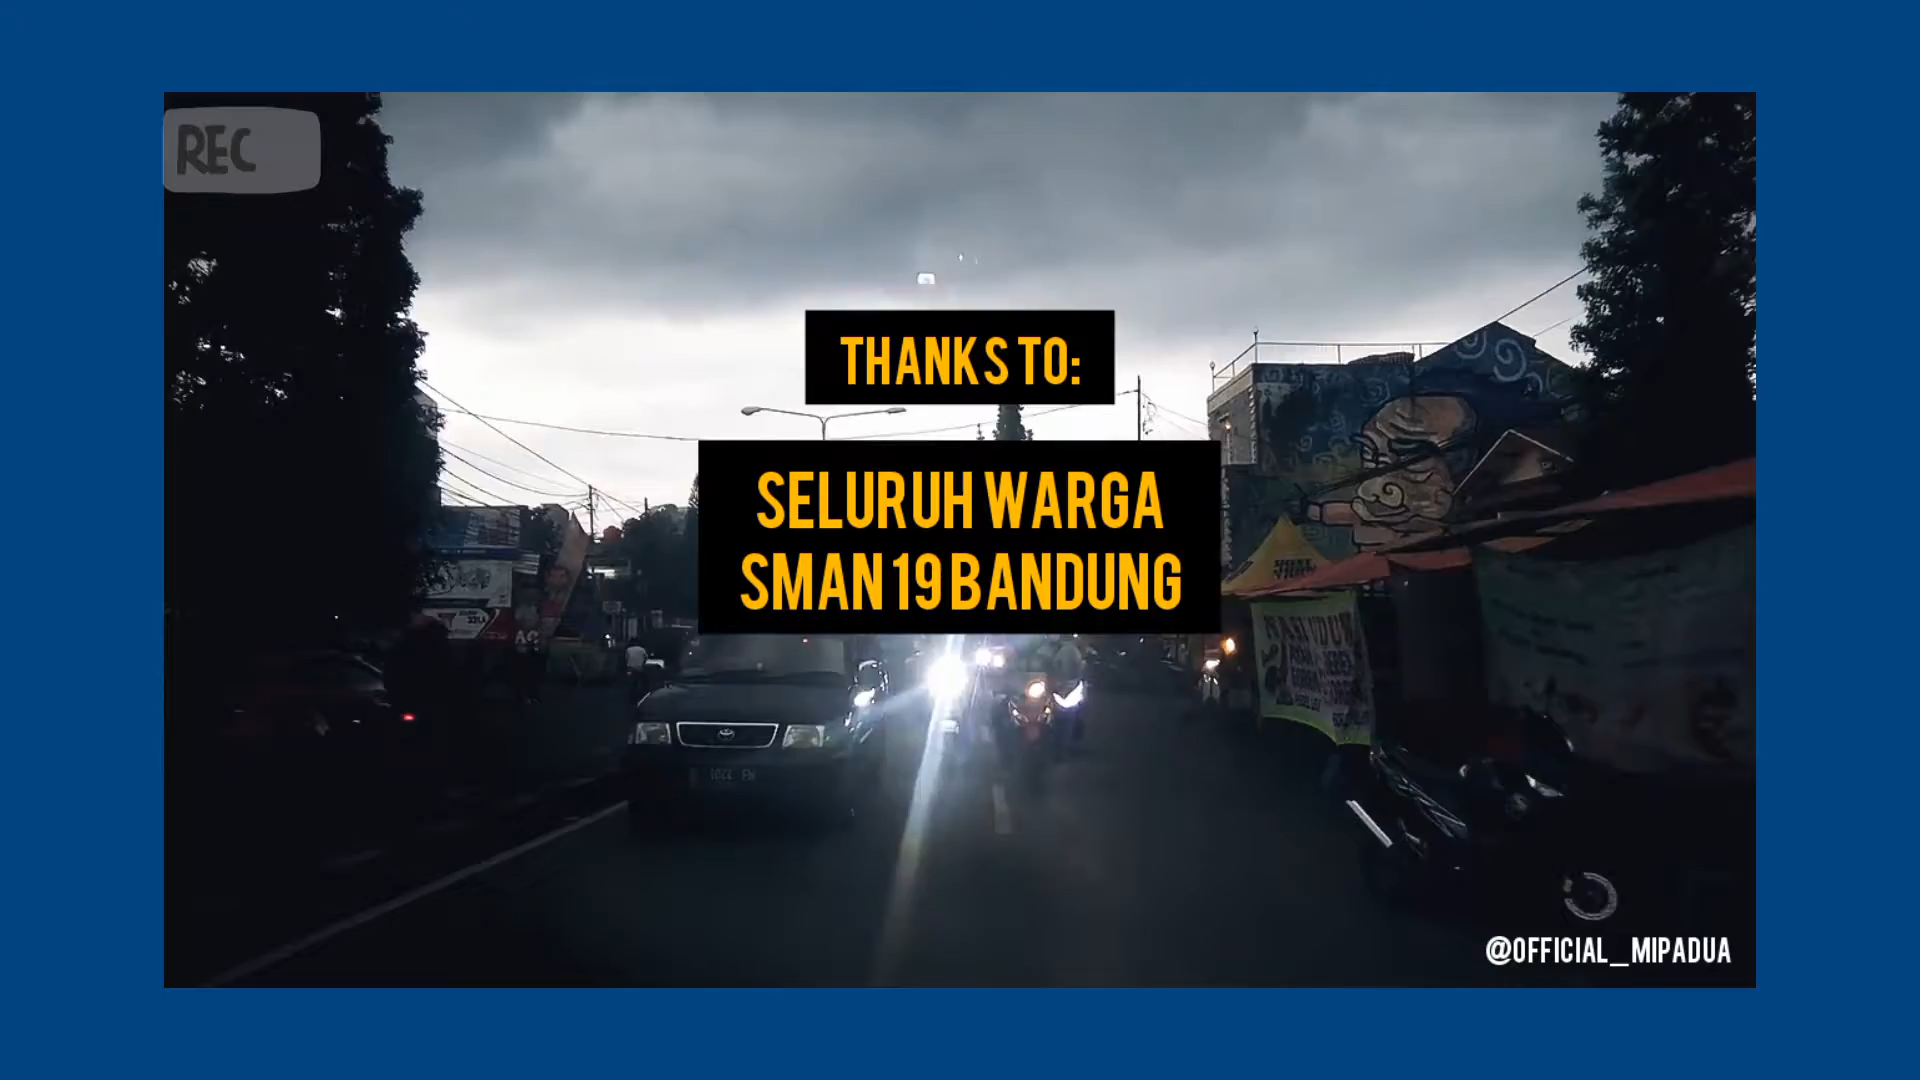 REC
THANKS TO:
SELURUH WARGA
SMAN 19 BANDUNG
@OFFICIAL_MIPADUA